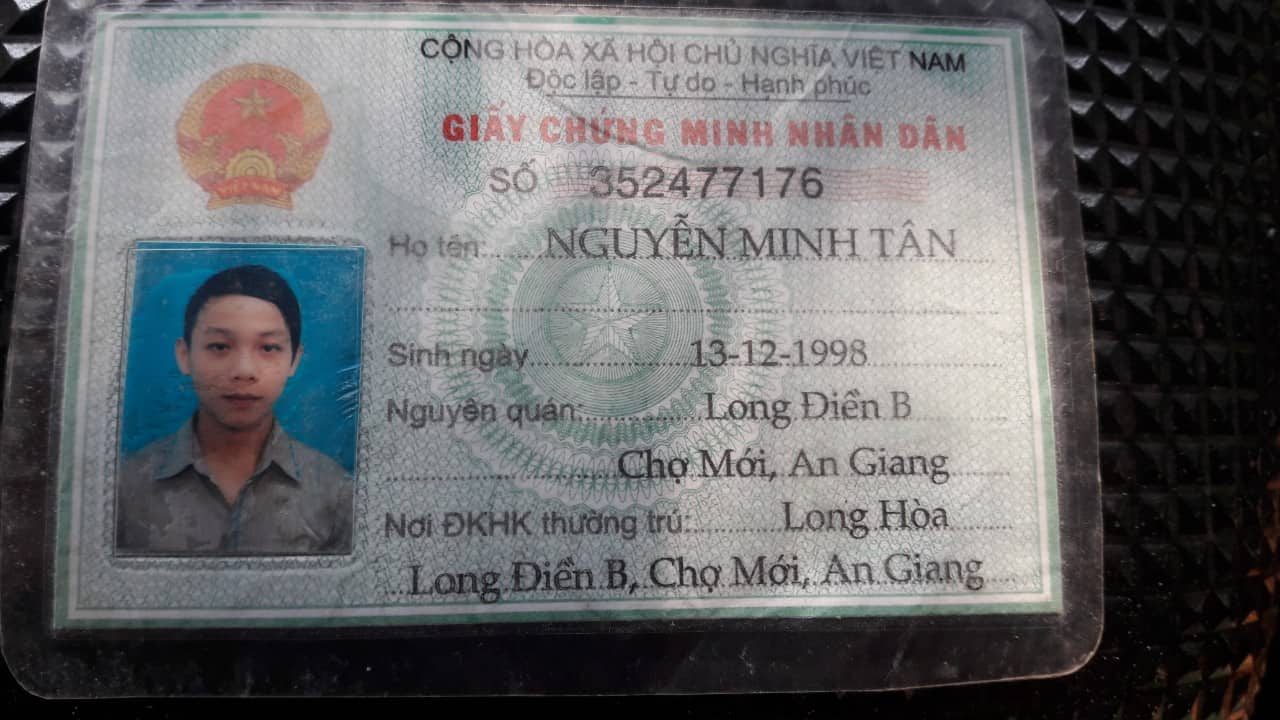 CỘNG HÒA XÃ HỘI CHỦ NGHĨA VIỆT NAM
Độc lập - Tự do - Hạnh phúc
GIẤY CHỨNG MINH NHÂN DÂN
SỐ 352477176
VIỆT NAM
Họ tên: NGUYỄN MINH TÂN
Sinh ngày 13-12-1998
Nguyên quán: Long Điền B
Chợ Mới, An Giang
Nơi ĐKHK thường trú: Long Hòa
Long Điền B, Chợ Mới, An Giang